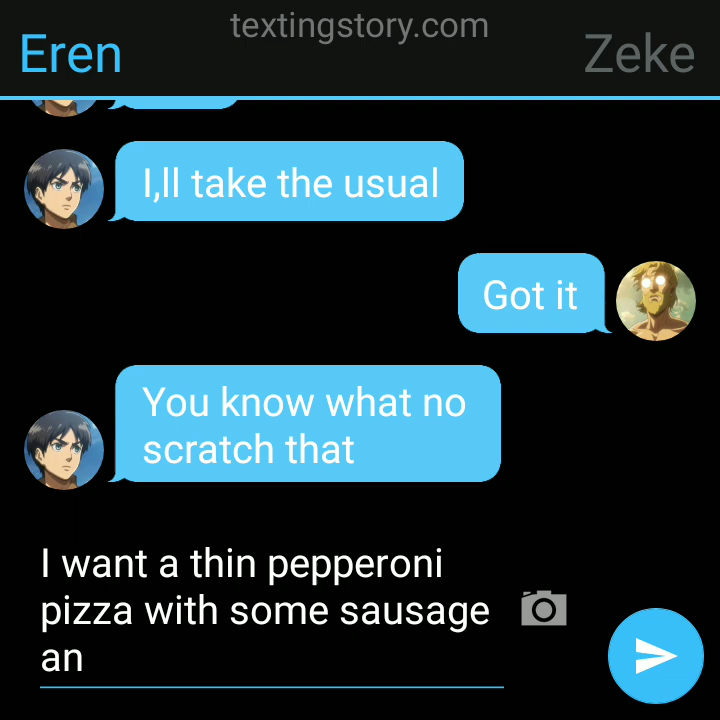 textingstory.com
Eren
Zeke
I,ll take the usual
Got it
You know what no
scratch that
I want a thin pepperoni
pizza with some sausage
an